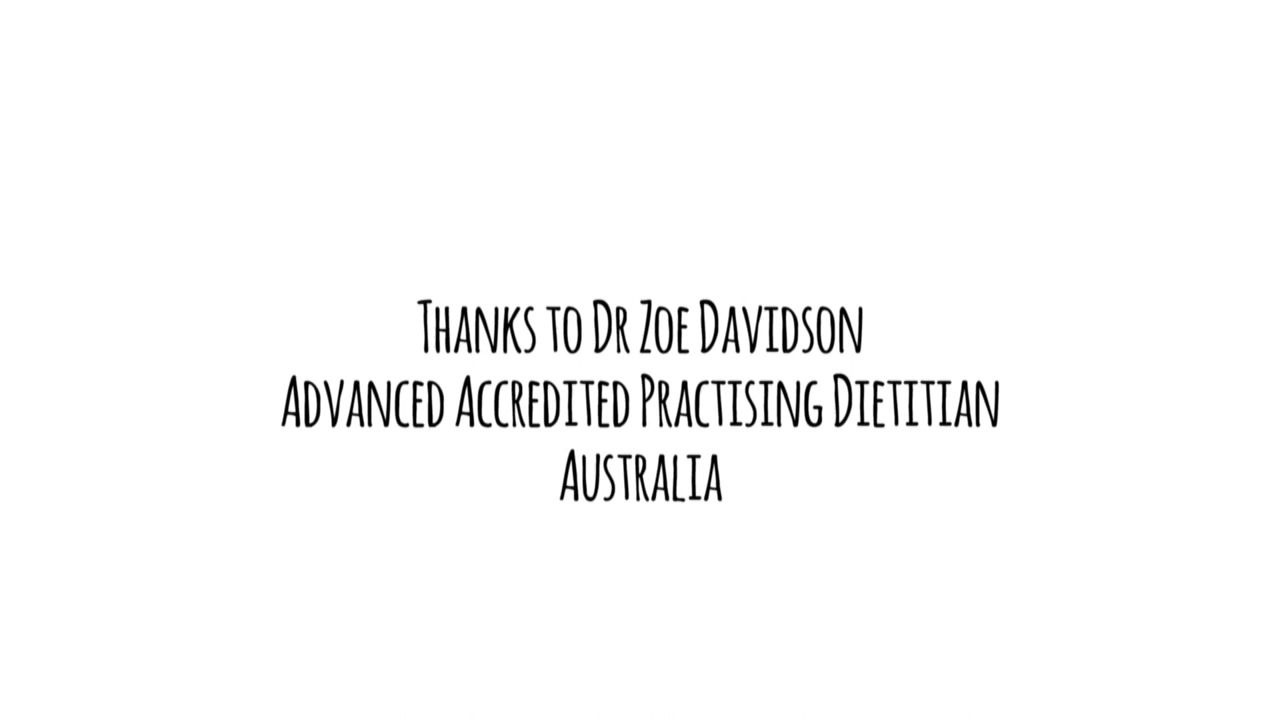 Thanks to Dr Zoe Davidson
Advanced Accredited Practising Dietitian
Australia